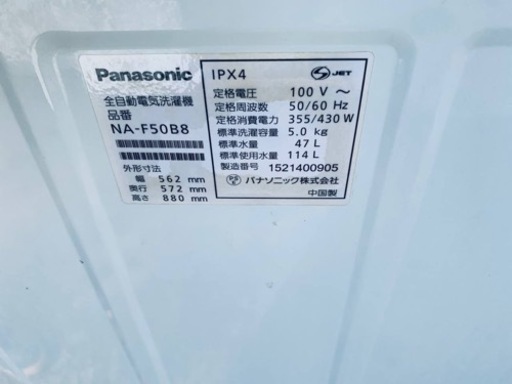 Panasonic
全自動電気洗濯機
品番
NA-F50B8
外形寸法
幅 562 mm
奥行 572 mm
高さ 880 mm
IPX4
S JET
定格電圧 100 V ～
定格周波数 50/60 Hz
定格消費電力 355/430 W
標準洗濯容量 5.0 kg
標準水量 47 L
標準使用水量 114 L
製造番号 1521400905
パナソニック株式会社
中国製